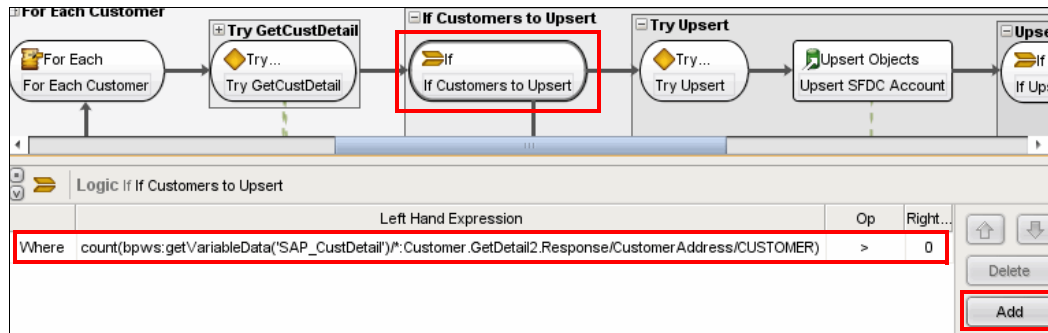 For Each Customer
Try GetCustDetail
If Customers to Upsert
Try Upsert
For Each
For Each Customer
Try...
Try GetCustDetail
If
If Customers to Upsert
Try...
Try Upsert
Upsert Objects
Upsert SFDC Account
If
Logic If If Customers to Upsert
Left Hand Expression Op Right...
Where count(bpws:getVariableData('SAP_CustDetail')/*:Customer.GetDetail2.Response/CustomerAddress/CUSTOMER) > 0
Delete
Add